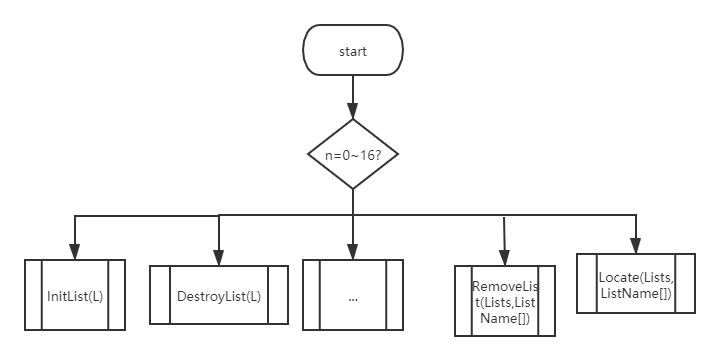 start
n=0~16?
InitList(L)
DestroyList(L)
...
RemoveLis
t(Lists,List
Name[])
Locate(Lists,
ListName[])